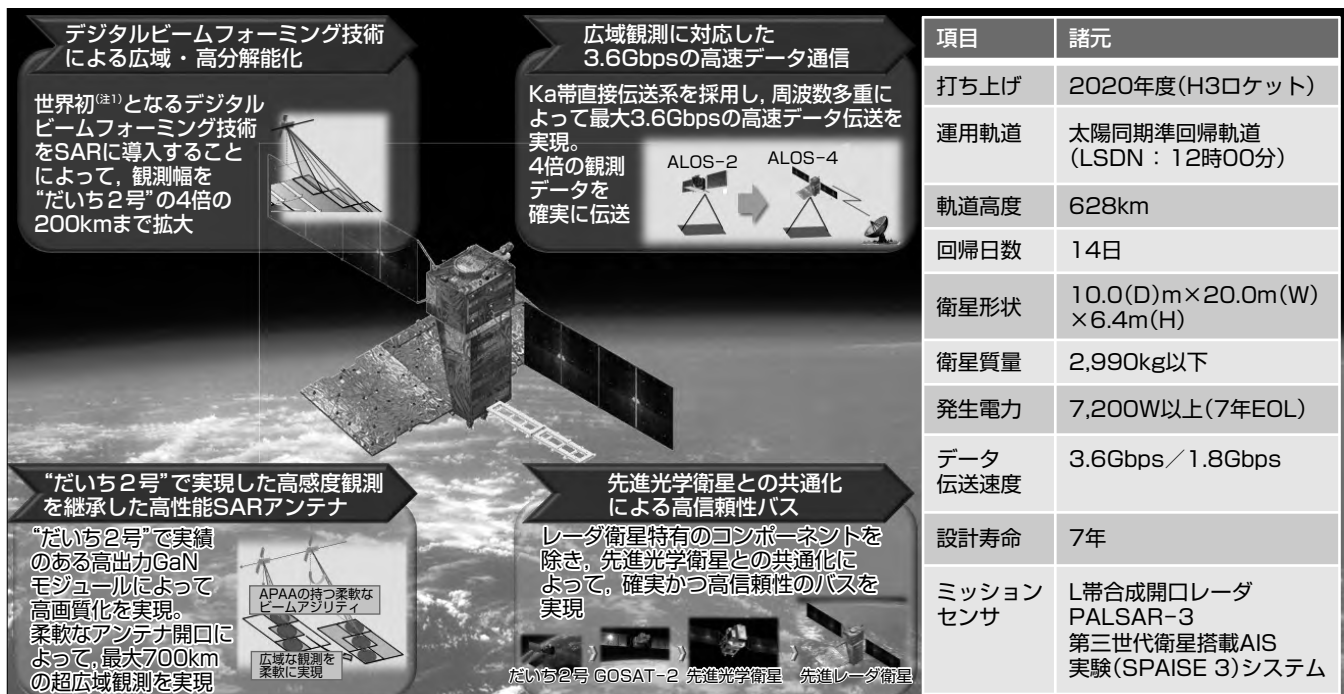 デジタルビームフォーミング技術
による広域・高分解能化
世界初(注1)となるデジタル
ビームフォーミング技術
をSARに導入すること
によって,観測幅を
“だいち2号”の4倍の
200kmまで拡大
広域観測に対応した
3.6Gbpsの高速データ通信
Ka帯直接伝送系を採用し,周波数多重に
よって最大3.6Gbpsの高速データ伝送を
実現。
4倍の観測
データを
確実に伝送
ALOS-2
ALOS-4
“だいち2号”で実現した高感度観測
を継承した高性能SARアンテナ
“だいち2号”で実績
のある高出力GaN
モジュールによって
高画質化を実現。
柔軟なアンテナ開口に
よって,最大700km
の超広域観測を実現
APAAの持つ柔軟な
ビームアジリティ
広域な観測を
柔軟に実現
先進光学衛星との共通化
による高信頼性バス
レーダ衛星特有のコンポーネントを
除き,先進光学衛星との共通化に
よって,確実かつ高信頼性のバスを
実現
だいち2号 GOSAT-2 先進光学衛星 先進レーダ衛星
項目 諸元
打ち上げ 2020年度(H3ロケット)
運用軌道 太陽同期準回帰軌道
(LSDN:12時00分)
軌道高度 628km
回帰日数 14日
衛星形状 10.0(D)m×20.0m(W)
×6.4m(H)
衛星質量 2,990kg以下
発生電力 7,200W以上(7年EOL)
データ
伝送速度 3.6Gbps/1.8Gbps
設計寿命 7年
ミッション
センサ L帯合成開口レーダ
PALSAR-3
第三世代衛星搭載AIS
実験(SPAISE 3)システム